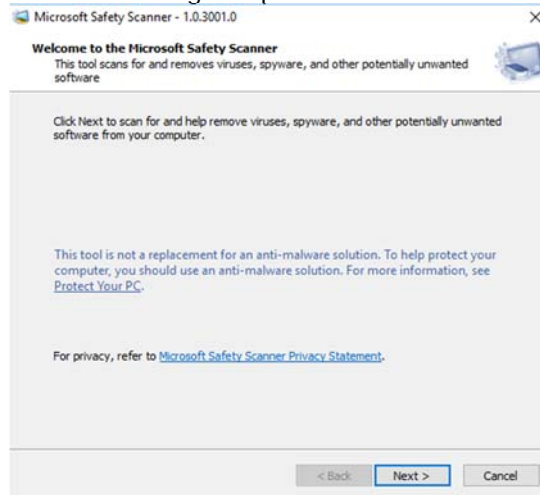 Microsoft Safety Scanner - 1.0.3001.0
Welcome to the Microsoft Safety Scanner
This tool scans for and removes viruses, spyware, and other potentially unwanted
software
Click Next to scan for and help remove viruses, spyware, and other potentially unwanted
software from your computer.
This tool is not a replacement for an anti-malware solution. To help protect your
computer, you should use an anti-malware solution. For more information, see
Protect Your PC.
For privacy, refer to Microsoft Safety Scanner Privacy Statement.
< Back Next > Cancel